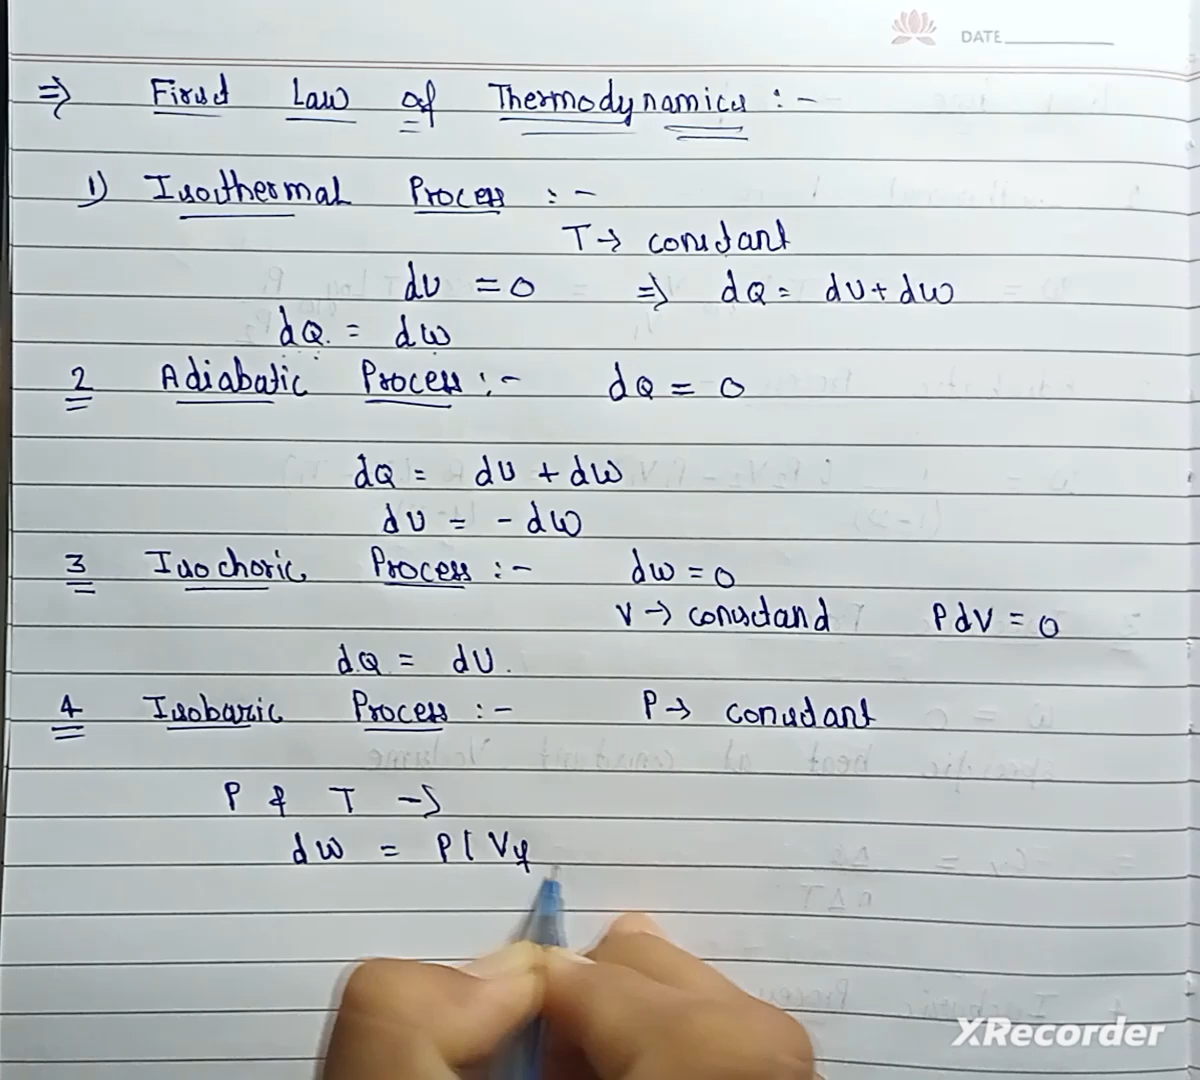 DATE
⇒ First Law of Thermodynamics :-
1) Isothermal Process :-
T → constant
dU = 0 ⇒ dQ = dU + dW
dQ = dW
2 Adiabatic Process :- dQ = 0
dQ = dU + dW
dU = - dW
3 Isochoric Process :- dW = 0
V → constand PdV = 0
dQ = dU.
4 Isobaric Process :- P → constant
P & T →
dW = P[ Vf
XRecorder